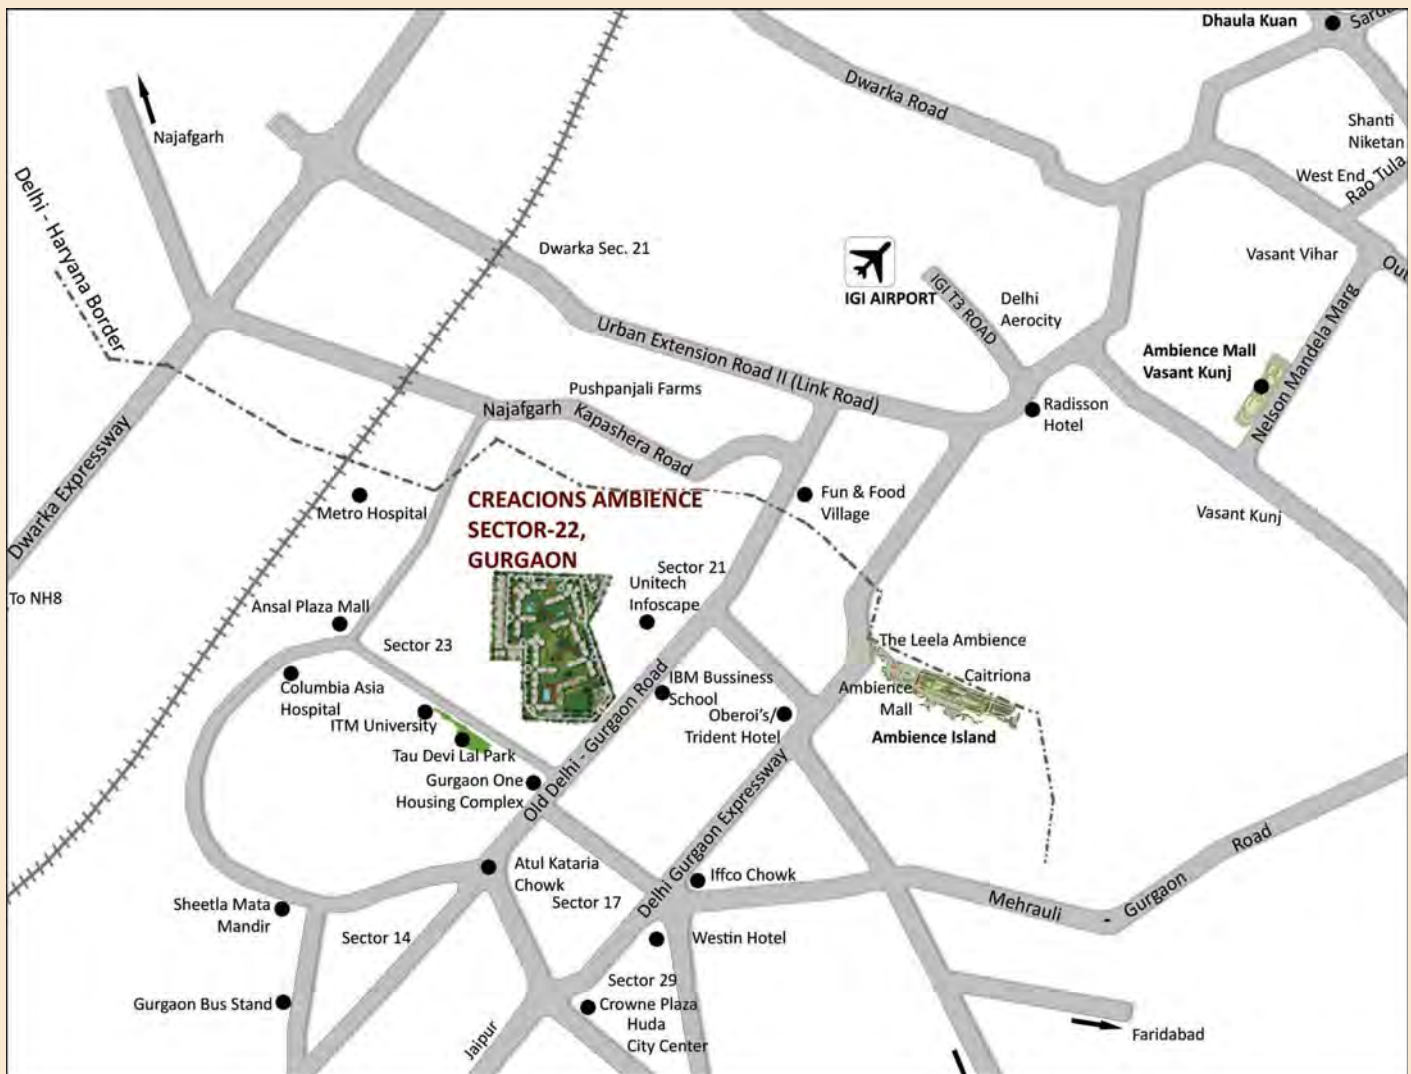 Dhaula Kuan
Sard
Dwarka Road
Najafgarh
Shanti
Niketan
West End
Rao Tula
Delhi - Haryana Border
Dwarka Sec. 21
Vasant Vihar
Out
IGI AIRPORT
IGI T3 ROAD
Delhi
Aerocity
Urban Extension Road II (Link Road)
Ambience Mall
Vasant Kunj
Nelson Mandela Marg
Pushpanjali Farms
Najafgarh
Kapashera Road
Radisson
Hotel
Dwarka Expressway
Metro Hospital
CREACIONS AMBIENCE
SECTOR-22,
GURGAON
Fun & Food
Village
Vasant Kunj
Sector 21
Unitech
Infoscape
To NH8
Ansal Plaza Mall
Sector 23
The Leela Ambience
Caitriona
Columbia Asia
Hospital
IBM Bussiness
School
Ambience
Mall
ITM University
Oberoi's/
Trident Hotel
Ambience Island
Tau Devi Lal Park
Gurgaon One
Housing Complex
Old Delhi - Gurgaon Road
Delhi Gurgaon Expressway
Atul Kataria
Chowk
Iffco Chowk
Mehrauli - Gurgaon Road
Sheetla Mata
Mandir
Sector 17
Sector 14
Westin Hotel
Sector 29
Gurgaon Bus Stand
Crowne Plaza
Huda
City Center
Jaipur
Faridabad